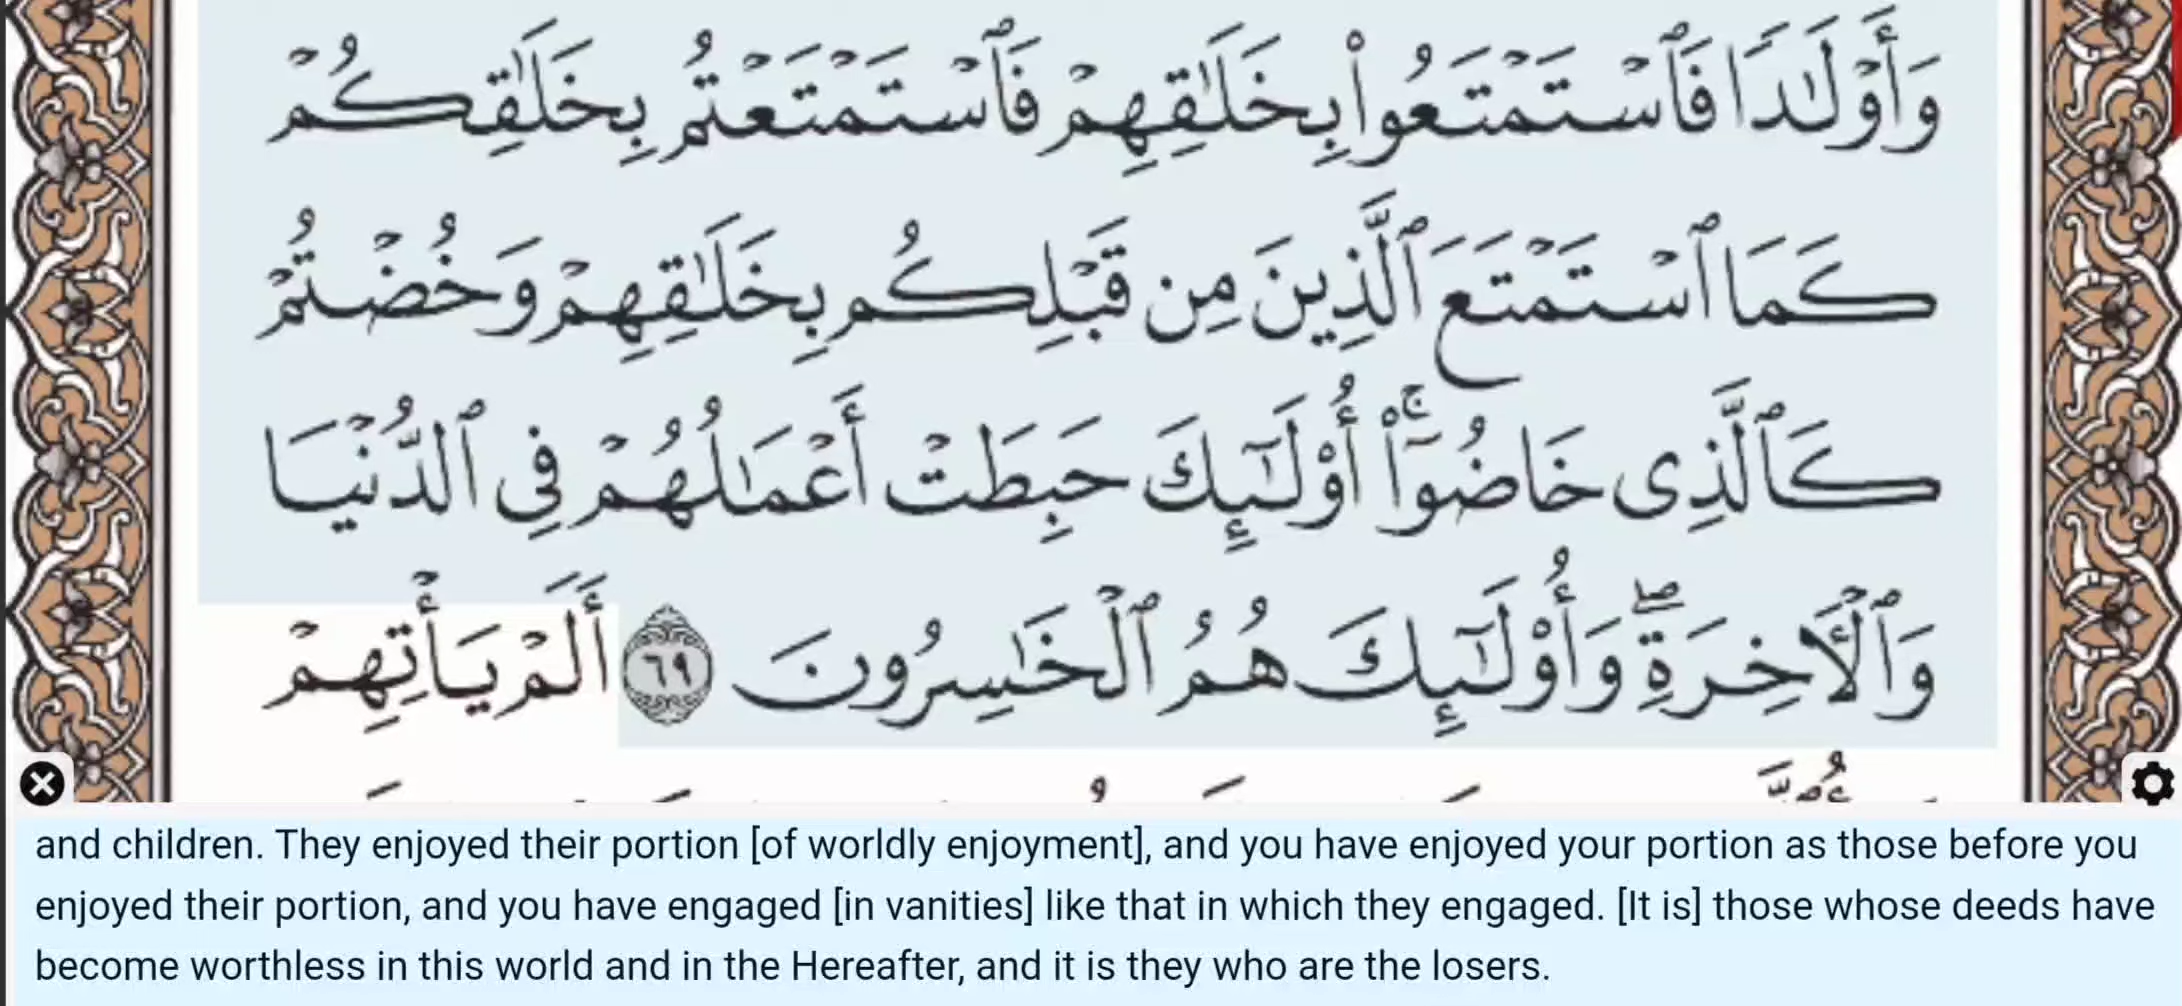 وَأَوْلَـٰدًا فَٱسْتَمْتَعُوا۟ بِخَلَـٰقِهِمْ فَٱسْتَمْتَعْتُم بِخَلَـٰقِكُمْ
كَمَا ٱسْتَمْتَعَ ٱلَّذِينَ مِن قَبْلِكُم بِخَلَـٰقِهِمْ وَخُضْتُمْ
كَٱلَّذِى خَاضُوٓا۟ ۚ أُو۟لَـٰٓئِكَ حَبِطَتْ أَعْمَـٰلُهُمْ فِى ٱلدُّنْيَا
وَٱلْـَٔاخِرَةِ ۖ وَأُو۟لَـٰٓئِكَ هُمُ ٱلْخَـٰسِرُونَ ٦٩ أَلَمْ يَأْتِهِمْ
and children. They enjoyed their portion [of worldly enjoyment], and you have enjoyed your portion as those before you
enjoyed their portion, and you have engaged [in vanities] like that in which they engaged. [It is] those whose deeds have
become worthless in this world and in the Hereafter, and it is they who are the losers.